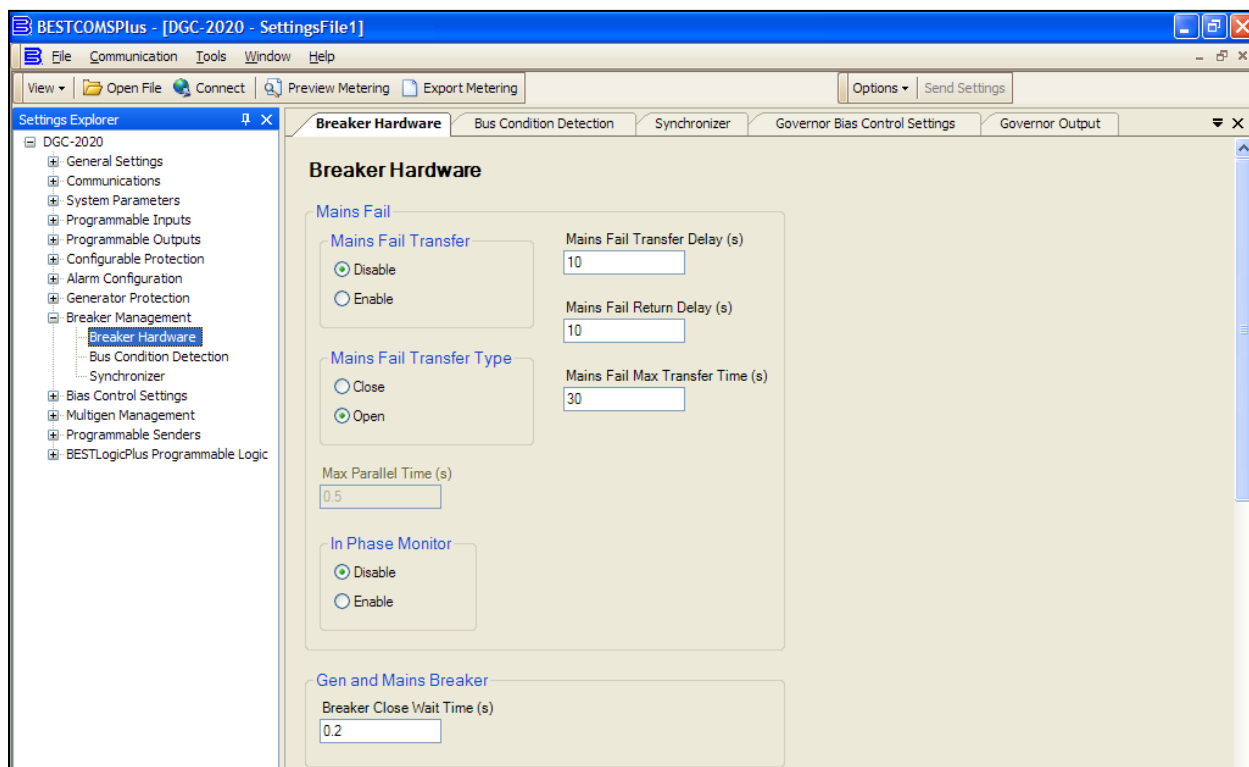 BESTCOMSPlus - [DGC-2020 - SettingsFile1]
File Communication Tools Window Help
View Open File Connect Preview Metering Export Metering Options Send Settings
Settings Explorer
DGC-2020
General Settings
Communications
System Parameters
Programmable Inputs
Programmable Outputs
Configurable Protection
Alarm Configuration
Generator Protection
Breaker Management
Breaker Hardware
Bus Condition Detection
Synchronizer
Bias Control Settings
Multigen Management
Programmable Senders
BESTLogicPlus Programmable Logic
Breaker Hardware Bus Condition Detection Synchronizer Governor Bias Control Settings Governor Output
Breaker Hardware
Mains Fail
Mains Fail Transfer
Disable
Enable
Mains Fail Transfer Delay (s)
10
Mains Fail Return Delay (s)
10
Mains Fail Transfer Type
Close
Open
Mains Fail Max Transfer Time (s)
30
Max Parallel Time (s)
0.5
In Phase Monitor
Disable
Enable
Gen and Mains Breaker
Breaker Close Wait Time (s)
0.2